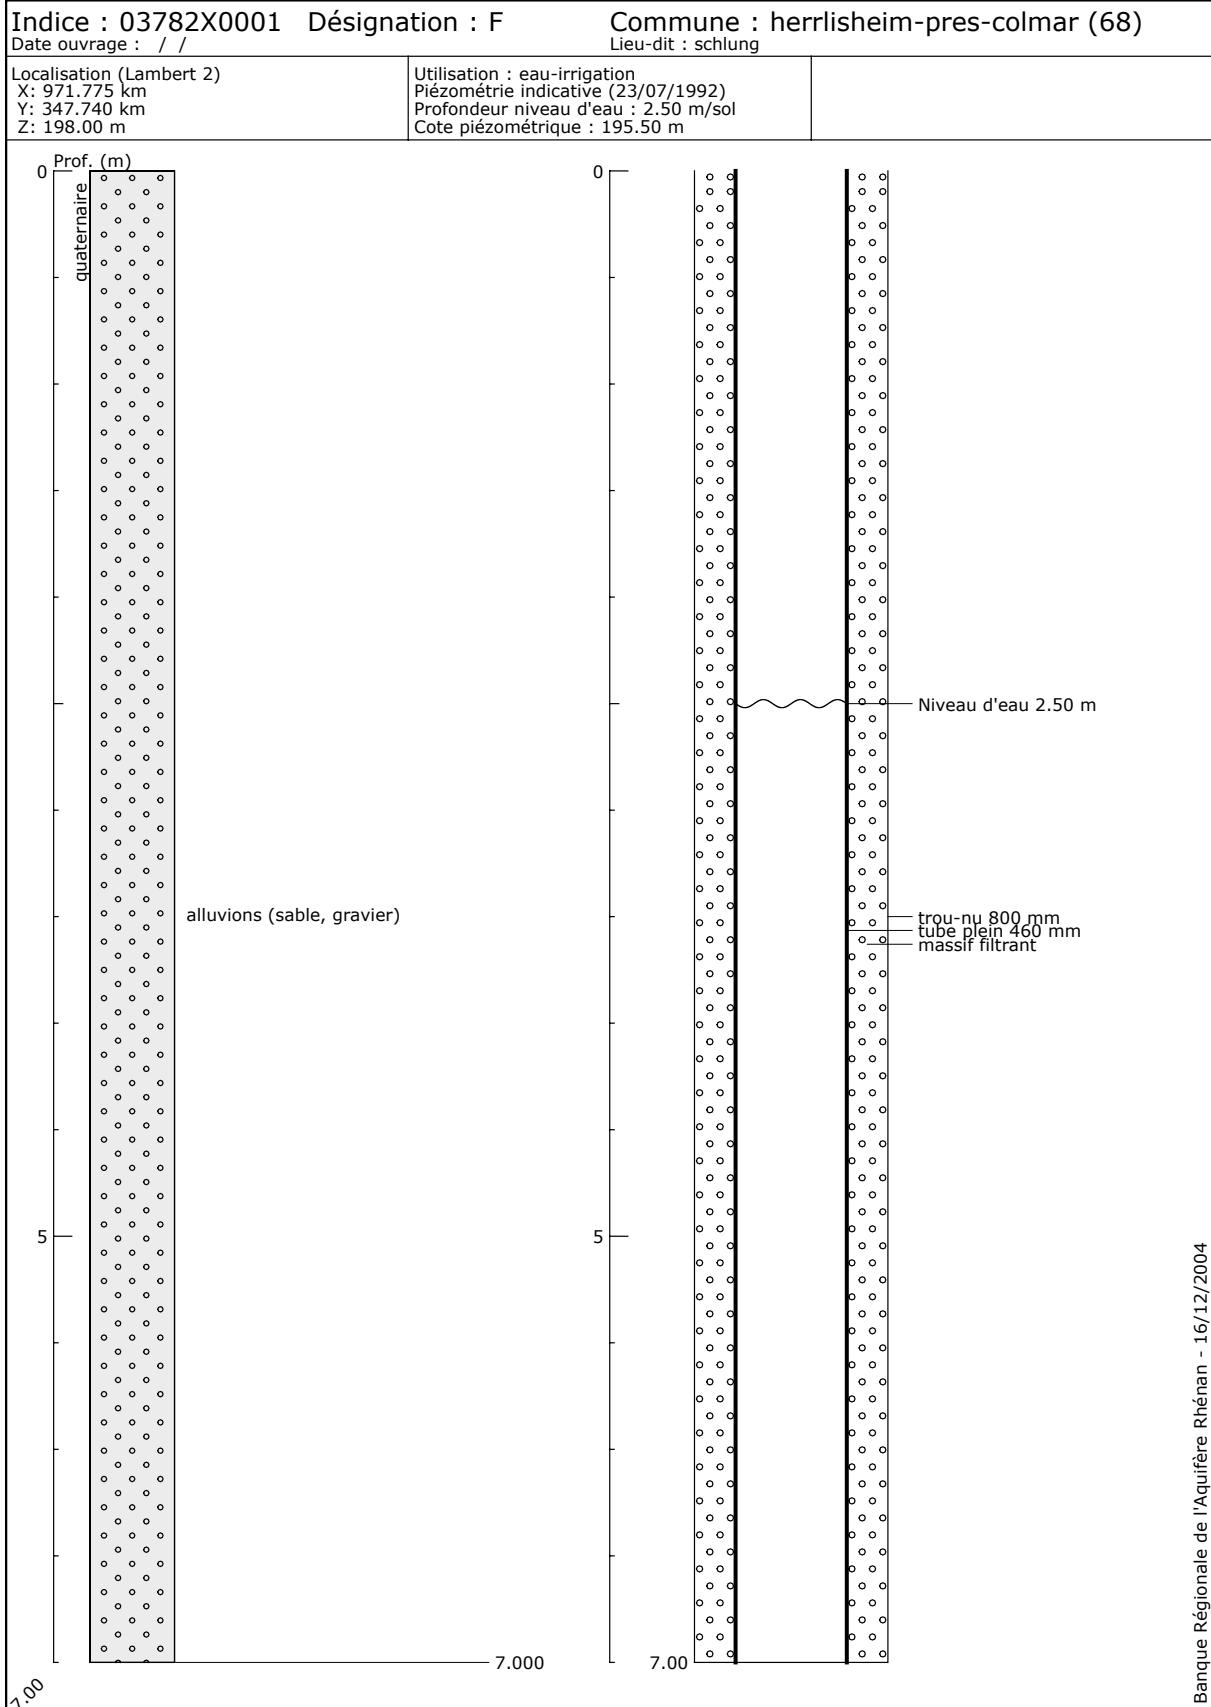 Indice : 03782X0001 Désignation : F Commune : herrlisheim-pres-colmar (68)
Date ouvrage : / / Lieu-dit : schlung
Localisation (Lambert 2)
X: 971.775 km
Y: 347.740 km
Z: 198.00 m
Utilisation : eau-irrigation
Piézométrie indicative (23/07/1992)
Profondeur niveau d'eau : 2.50 m/sol
Cote piézométrique : 195.50 m
Prof. (m)
0
quaternaire
0
Niveau d'eau 2.50 m
alluvions (sable, gravier)
trou-nu 800 mm
tube plein 460 mm
massif filtrant
5
5
7.000
7.00
7.00
Banque Régionale de l'Aquifère Rhénan - 16/12/2004